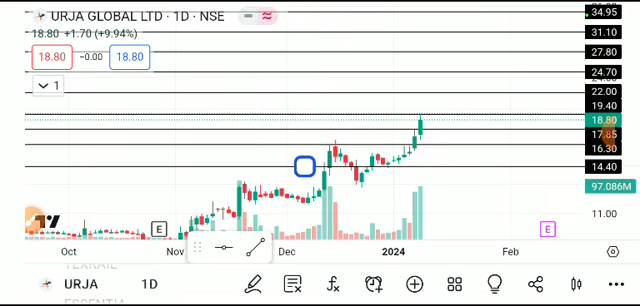 URJA GLOBAL LTD · 1D · NSE
18.80 +1.70 (+9.94%)
18.80 −0.00 18.80
1
34.95
31.10
27.80
24.70
22.00
19.40
18.80
17.85
16.30
14.40
97.086M
11.00
E E
Oct Nov Dec 2024 Feb
URJA 1D